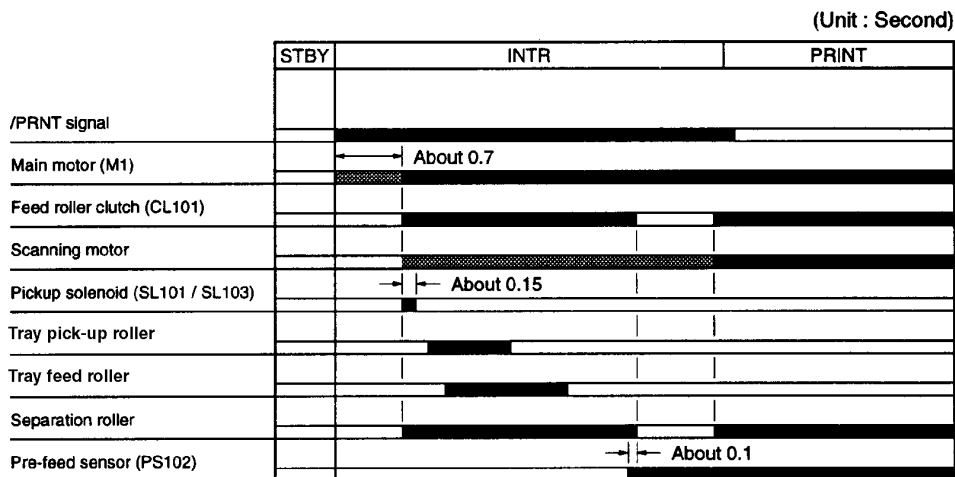 (Unit : Second)
STBY INTR PRINT
/PRNT signal
Main motor (M1) About 0.7
Feed roller clutch (CL101)
Scanning motor
Pickup solenoid (SL101 / SL103) About 0.15
Tray pick-up roller
Tray feed roller
Separation roller
Pre-feed sensor (PS102) About 0.1